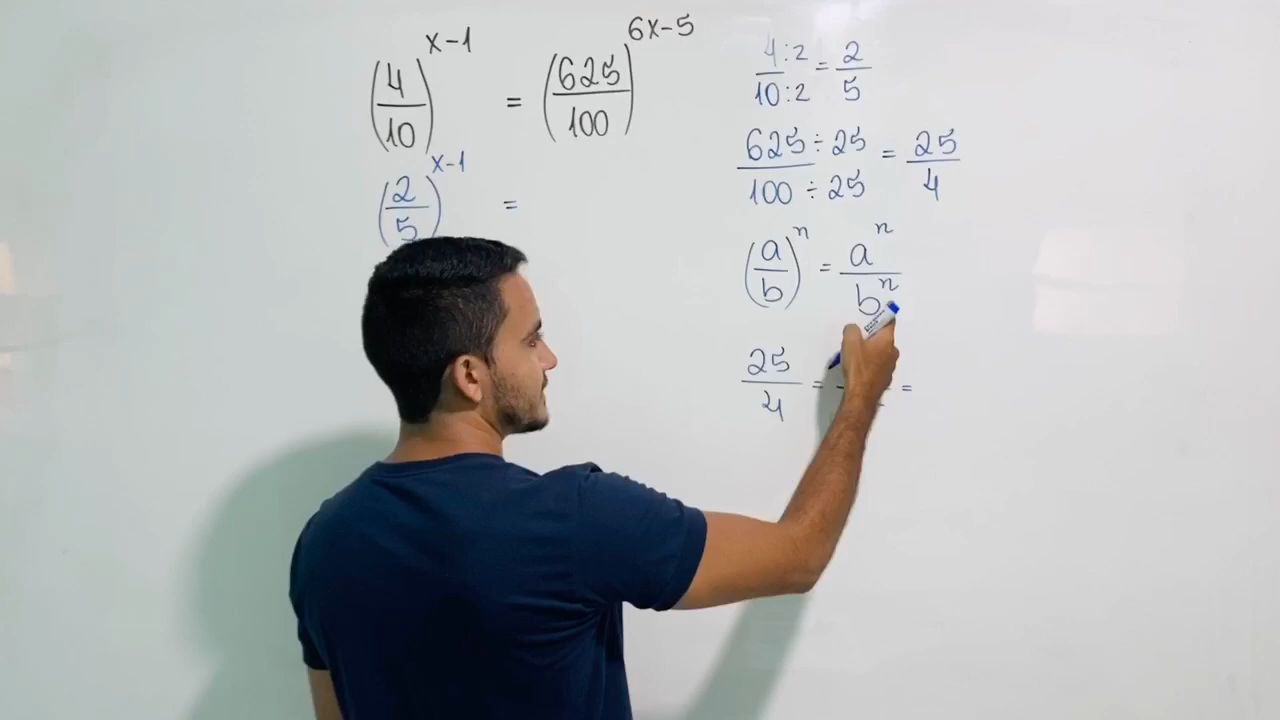 (4/10)^(x-1) = (625/100)^(6x-5)
(2/5)^(x-1) =
4:2/10:2 = 2/5
625÷25/100÷25 = 25/4
(a/b)^n = a^n/b^n
25/4 = =